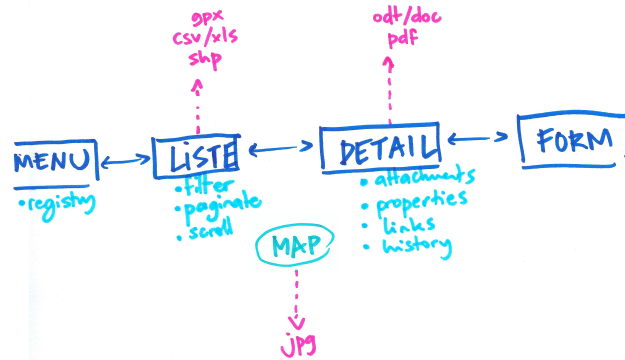 gpx
csv/xls
shp
odt/doc
pdf
MENU
LiSTE
DETAIL
FORM
• registry
• filter
• paginate
• scroll
• attachments
• properties
• links
• history
MAP
jpg